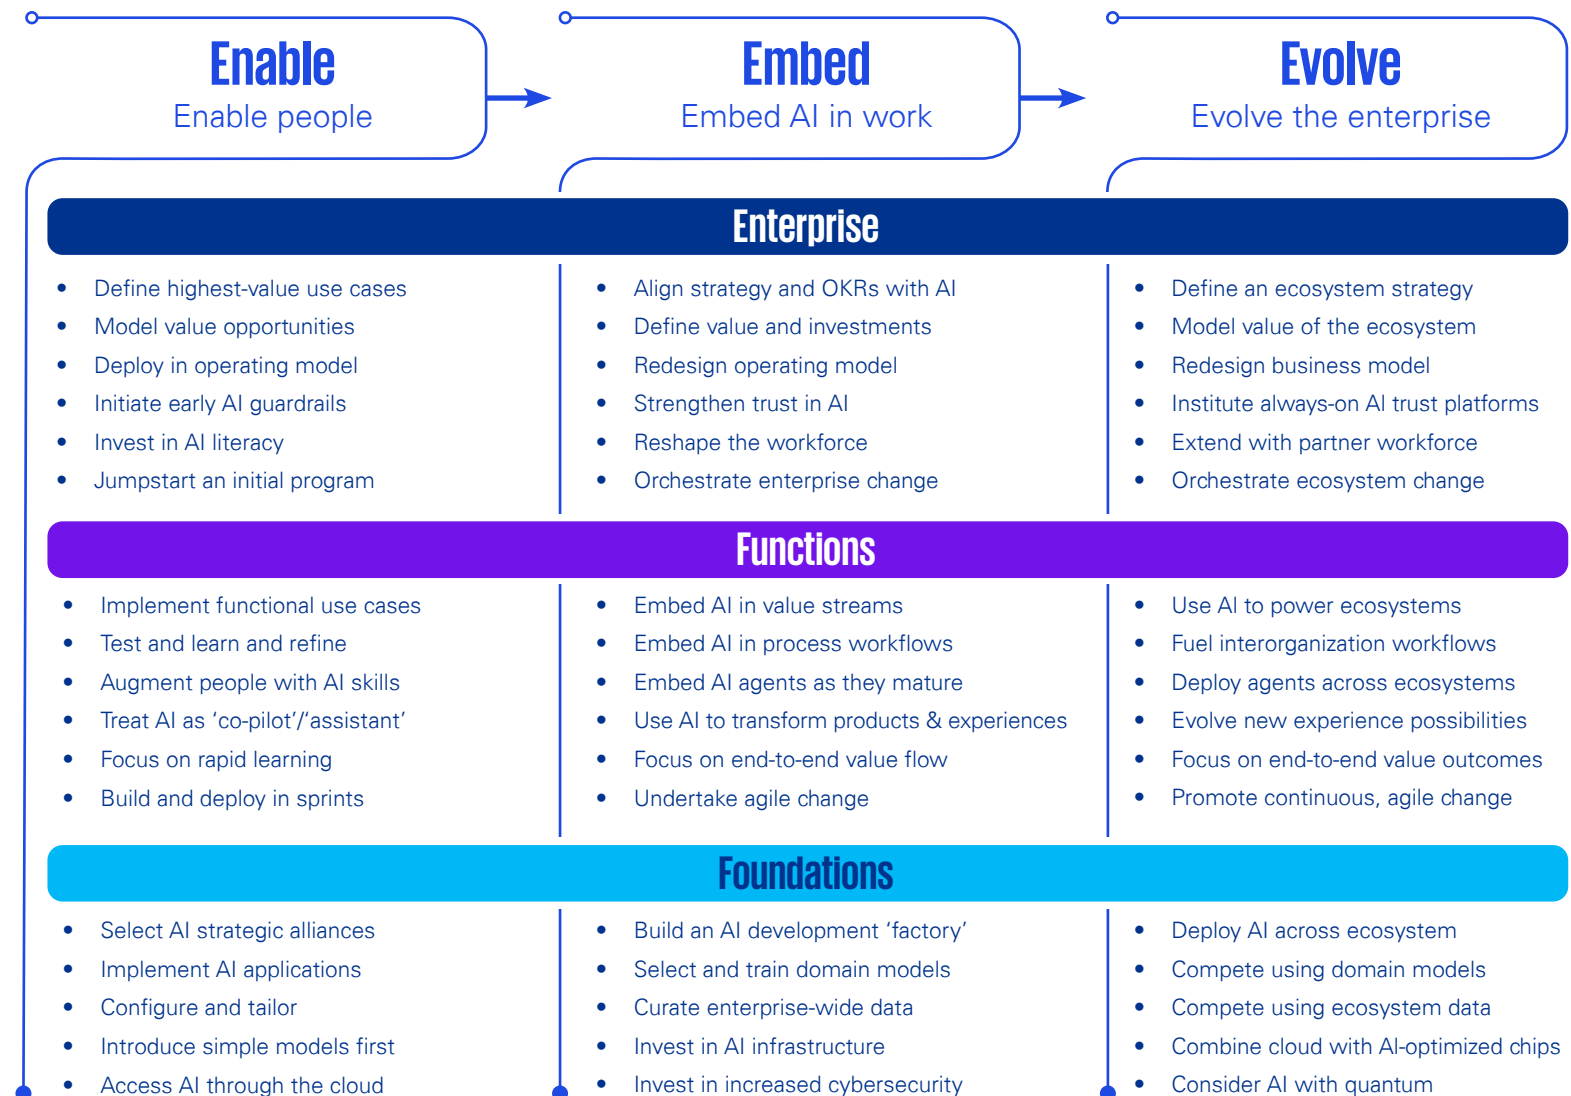 Enable
Enable people
Embed
Embed AI in work
Evolve
Evolve the enterprise
Enterprise
• Define highest-value use cases
• Model value opportunities
• Deploy in operating model
• Initiate early AI guardrails
• Invest in AI literacy
• Jumpstart an initial program
• Align strategy and OKRs with AI
• Define value and investments
• Redesign operating model
• Strengthen trust in AI
• Reshape the workforce
• Orchestrate enterprise change
• Define an ecosystem strategy
• Model value of the ecosystem
• Redesign business model
• Institute always-on AI trust platforms
• Extend with partner workforce
• Orchestrate ecosystem change
Functions
• Implement functional use cases
• Test and learn and refine
• Augment people with AI skills
• Treat AI as ‘co-pilot’/‘assistant’
• Focus on rapid learning
• Build and deploy in sprints
• Embed AI in value streams
• Embed AI in process workflows
• Embed AI agents as they mature
• Use AI to transform products & experiences
• Focus on end-to-end value flow
• Undertake agile change
• Use AI to power ecosystems
• Fuel interorganization workflows
• Deploy agents across ecosystems
• Evolve new experience possibilities
• Focus on end-to-end value outcomes
• Promote continuous, agile change
Foundations
• Select AI strategic alliances
• Implement AI applications
• Configure and tailor
• Introduce simple models first
• Access AI through the cloud
• Build an AI development ‘factory’
• Select and train domain models
• Curate enterprise-wide data
• Invest in AI infrastructure
• Invest in increased cybersecurity
• Deploy AI across ecosystem
• Compete using domain models
• Compete using ecosystem data
• Combine cloud with AI-optimized chips
• Consider AI with quantum